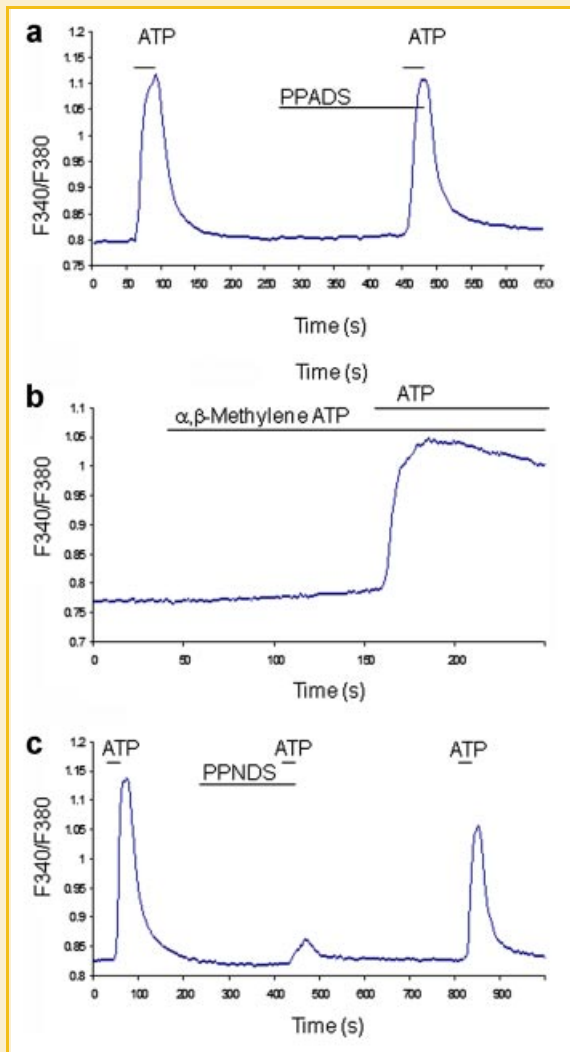 a
ATP ATP
PPADS
1.2
1.15
1.1
1.05
1
0.95
0.9
0.85
0.8
0.75
F340/F380
0 50 100 150 200 250 300 350 400 450 500 550 600 650
Time (s)
Time (s)
b
ATP
α,β-Methylene ATP
1.1
1.05
1
0.95
0.9
0.85
0.8
0.75
0.7
F340/F380
0 50 100 150 200
Time (s)
c
ATP ATP ATP
PPNDS
1.2
1.15
1.1
1.05
1
0.95
0.9
0.85
0.8
F340/F380
0 100 200 300 400 500 600 700 800 900
Time (s)